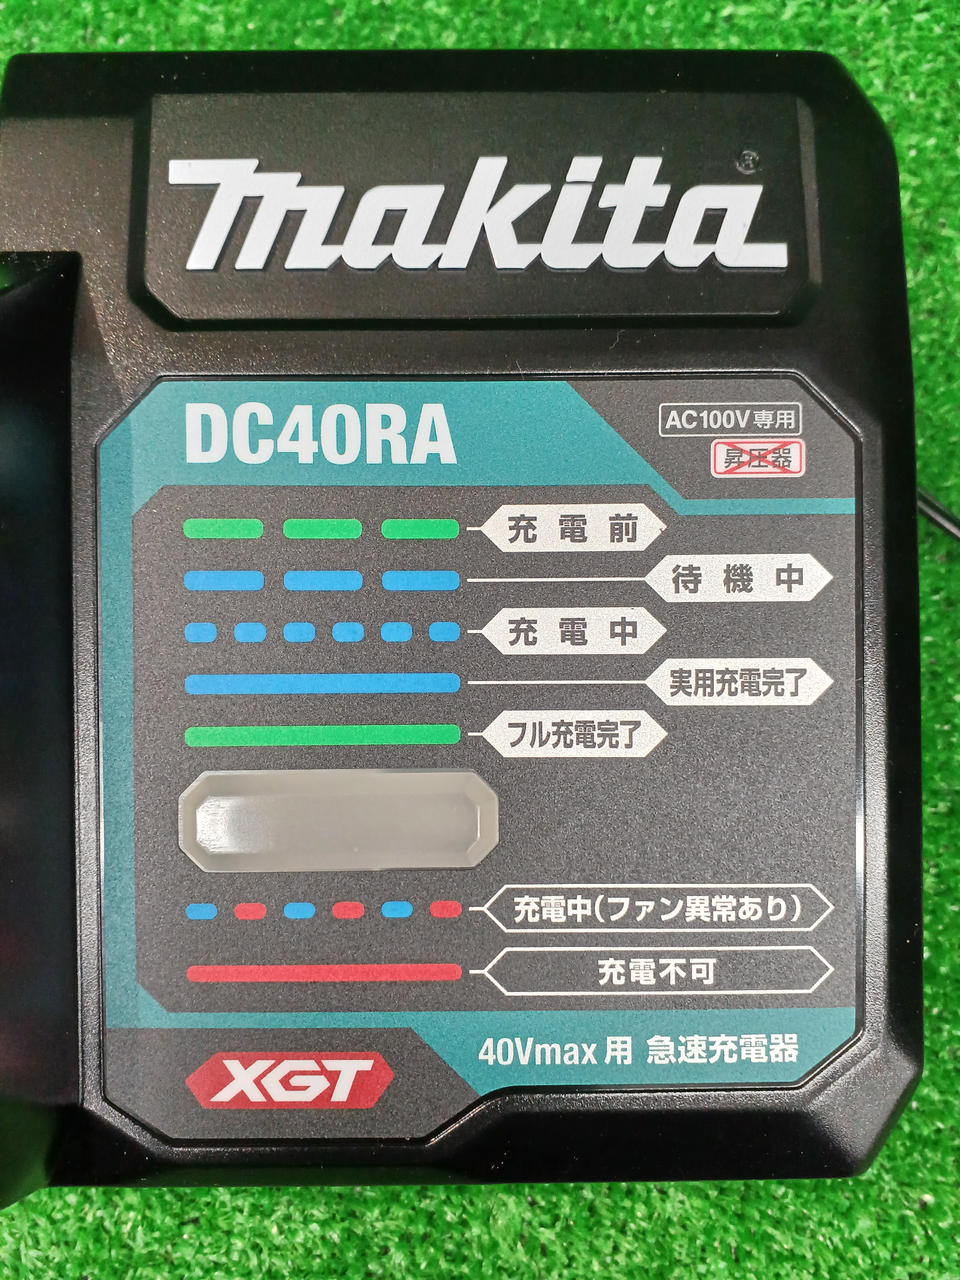 makita®
DC40RA
AC100V専用
昇圧器
充電前
待機中
充電中
実用充電完了
フル充電完了
充電中(ファン異常あり)
充電不可
40Vmax用 急速充電器
XGT